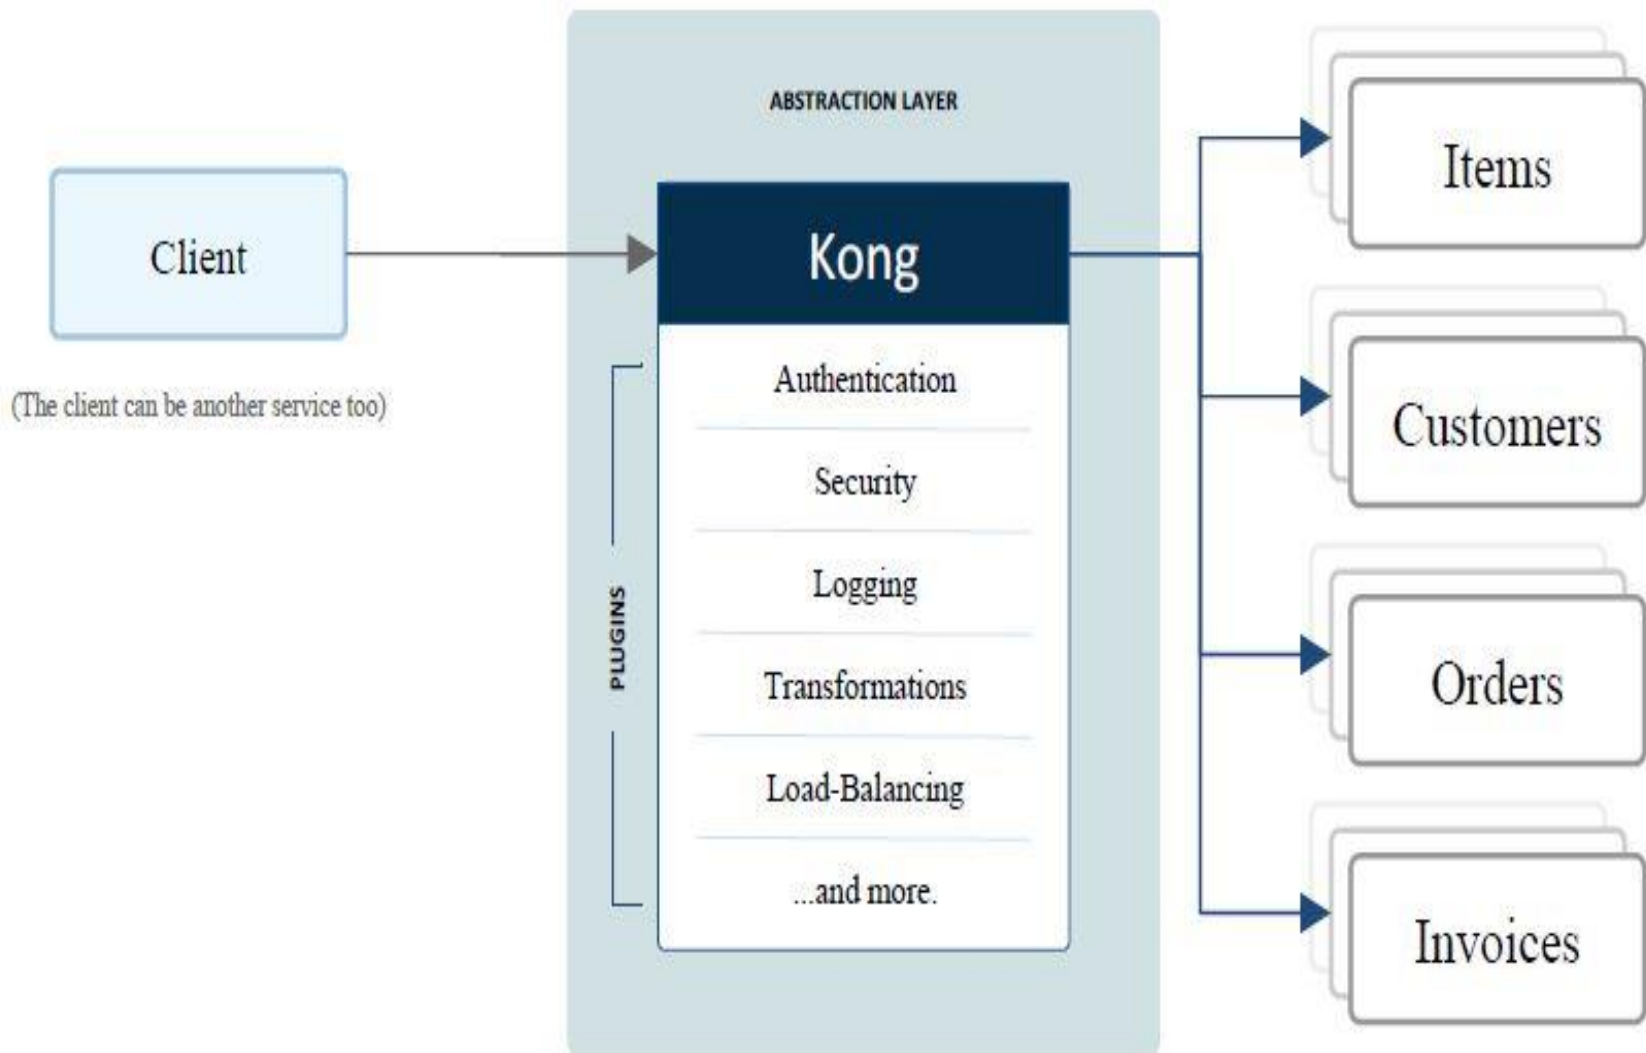 ABSTRACTION LAYER
Client
(The client can be another service too)
Kong
PLUGINS
Authentication
Security
Logging
Transformations
Load-Balancing
...and more.
Items
Customers
Orders
Invoices